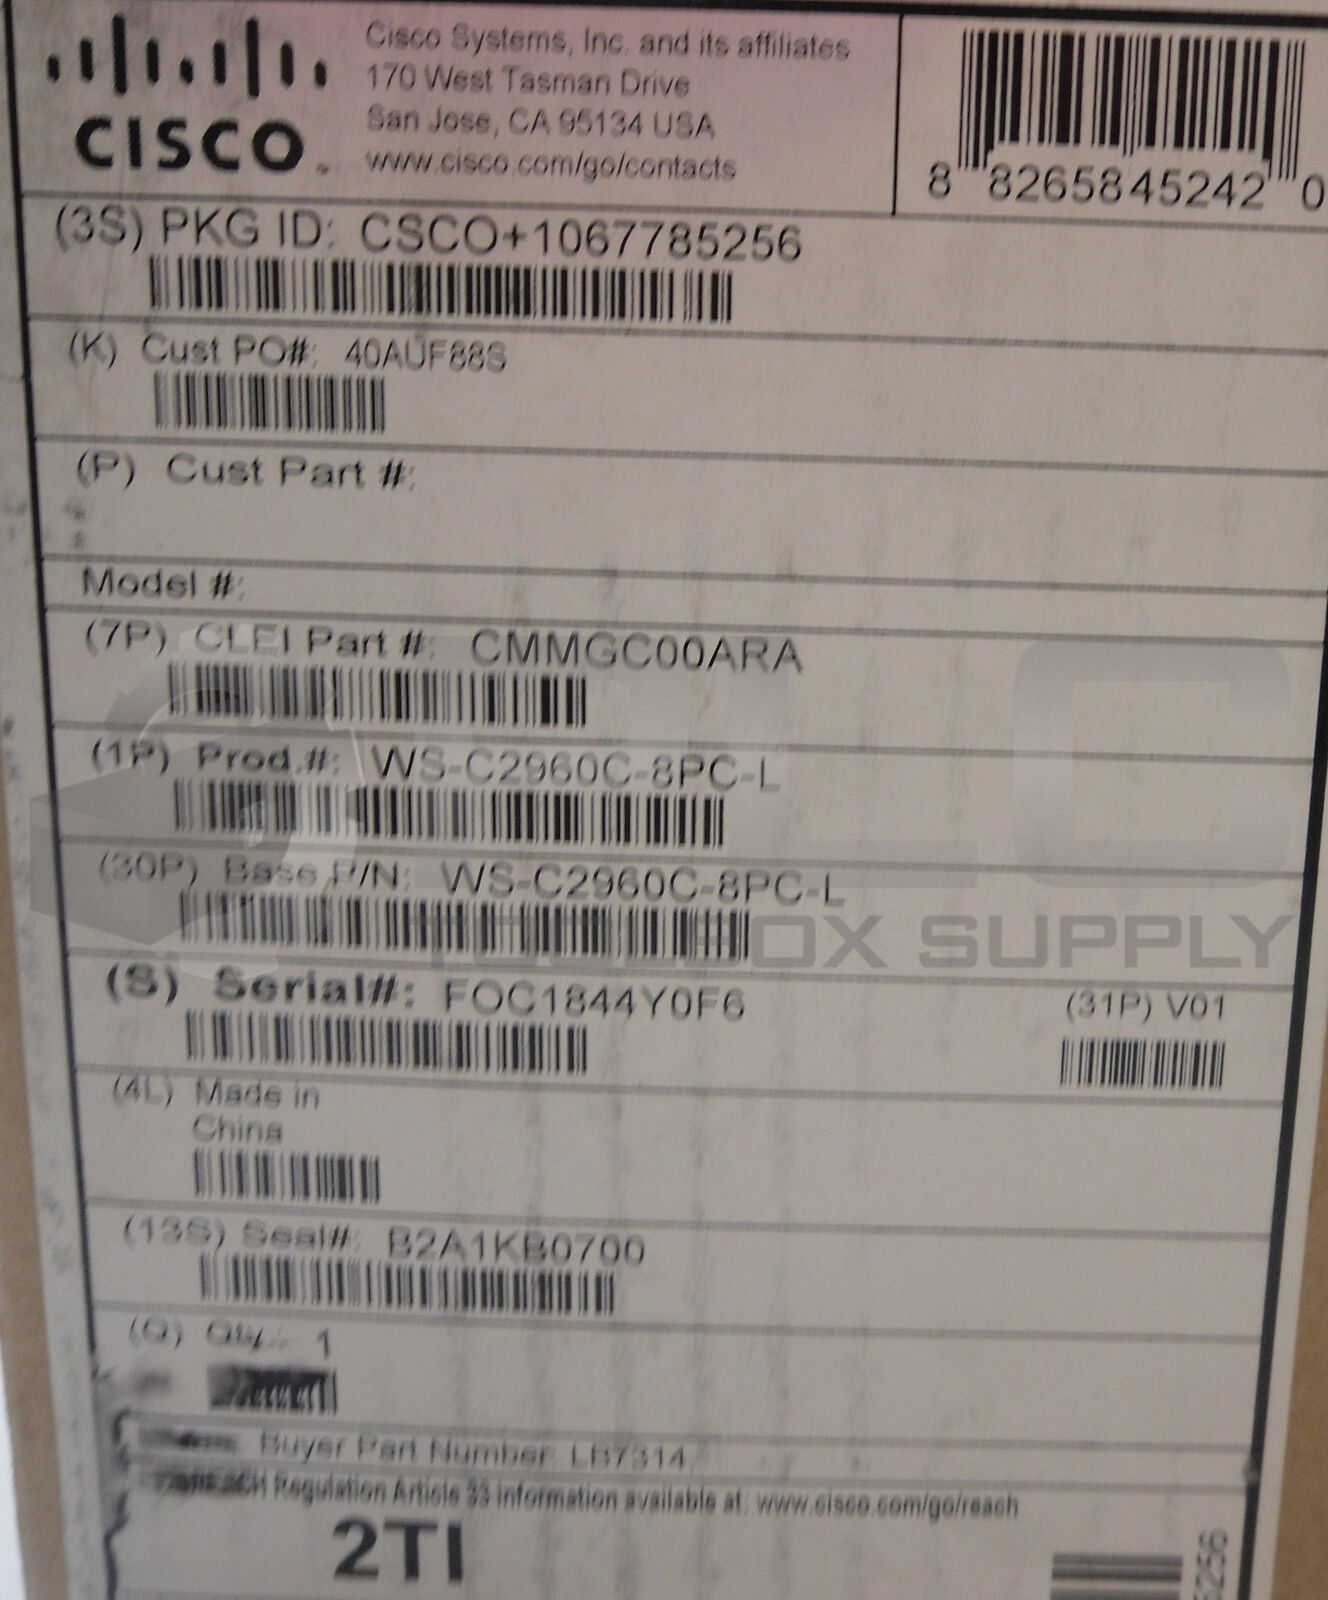 CISCO
Cisco Systems, Inc. and its affiliates
170 West Tasman Drive
San Jose, CA 95134 USA
www.cisco.com/go/contacts
8 8265845242 0
(3S) PKG ID: CSCO+1067785256
(K) Cust PO#: 40AUF88S
(P) Cust Part #:
Model #:
(7P) CLEI Part #: CMMGC00ARA
(1P) Prod.#: WS-C2960C-8PC-L
(30P) Base P/N: WS-C2960C-8PC-L
TOOLBOX SUPPLY
(S) Serial#: FOC1844Y0F6
(31P) V01
(4L) Made in
China
(13S) Seal#: B2A1KB0700
(Q) Qty.: 1
Buyer Part Number: LB7314
Regulation Article 33 information available at: www.cisco.com/go/reach
2TI
5256